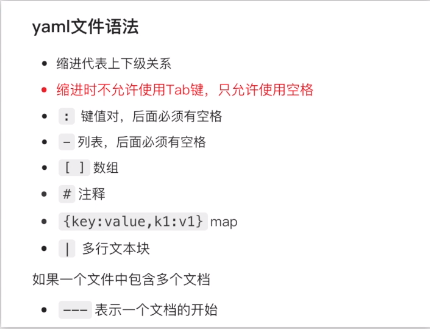 yaml文件语法
• 缩进代表上下级关系
• 缩进时不允许使用Tab键，只允许使用空格
• : 键值对，后面必须有空格
• - 列表，后面必须有空格
• [ ] 数组
• # 注释
• {key:value,k1:v1} map
• | 多行文本块
如果一个文件中包含多个文档
• --- 表示一个文档的开始